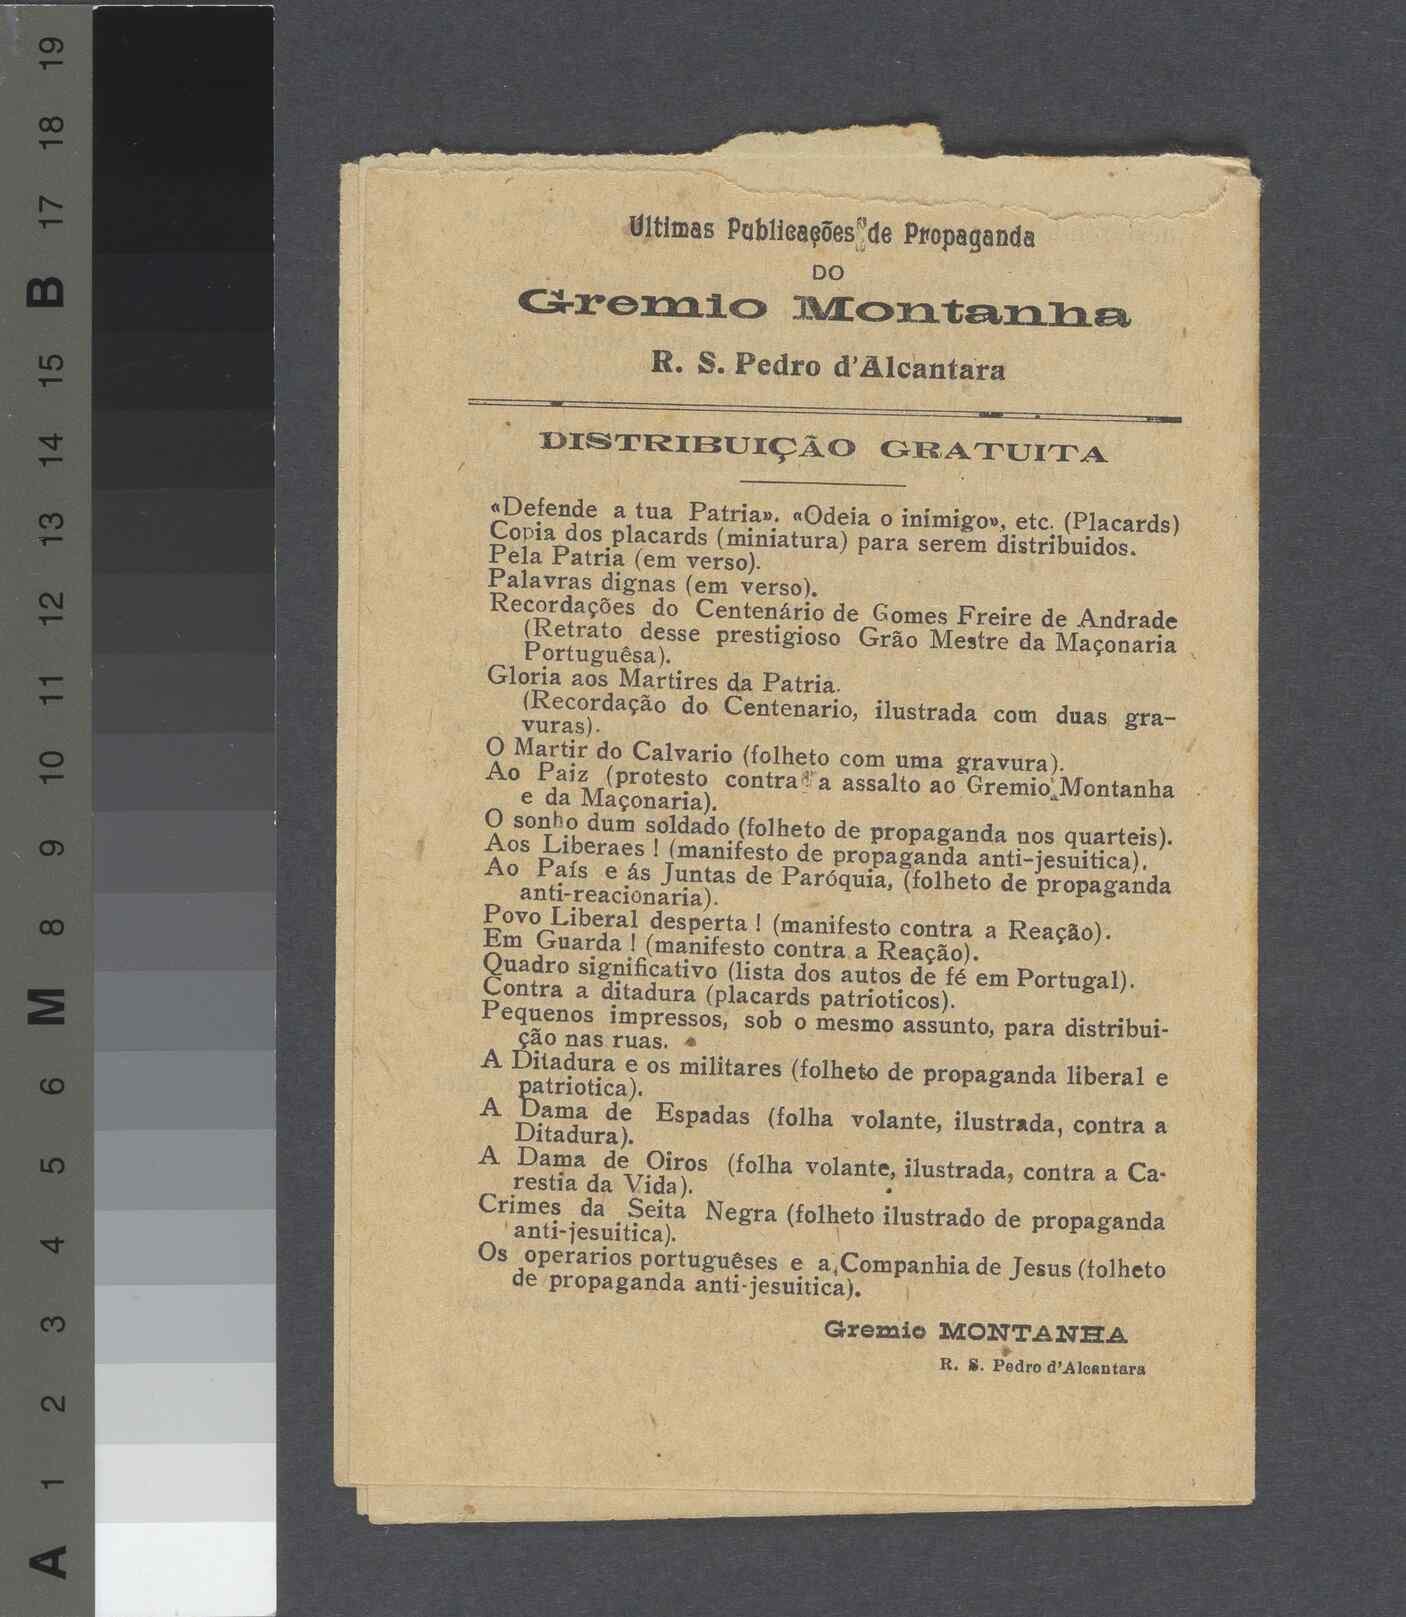 19
18
17
B
15
14
13
12
11
10
9
8
M
6
5
4
3
2
1
A
Ultimas Publicações de Propaganda
DO
Gremio Montanha
R. S. Pedro d'Alcantara
DISTRIBUIÇÃO GRATUITA
«Defende a tua Patria». «Odeia o inimigo», etc. (Placards)
Copia dos placards (miniatura) para serem distribuidos.
Pela Patria (em verso).
Palavras dignas (em verso).
Recordações do Centenário de Gomes Freire de Andrade
(Retrato desse prestigioso Grão Mestre da Maçonaria
Portuguêsa).
Gloria aos Martires da Patria.
(Recordação do Centenario, ilustrada com duas gra-
vuras).
O Martir do Calvario (folheto com uma gravura).
Ao Paiz (protesto contra a assalto ao Gremio Montanha
e da Maçonaria).
O sonho dum soldado (folheto de propaganda nos quarteis).
Aos Liberaes! (manifesto de propaganda anti-jesuitica).
Ao País e ás Juntas de Paróquia, (folheto de propaganda
anti-reacionaria).
Povo Liberal desperta! (manifesto contra a Reação).
Em Guarda! (manifesto contra a Reação).
Quadro significativo (lista dos autos de fé em Portugal).
Contra a ditadura (placards patrioticos).
Pequenos impressos, sob o mesmo assunto, para distribui-
ção nas ruas.
A Ditadura e os militares (folheto de propaganda liberal e
patriotica).
A Dama de Espadas (folha volante, ilustrada, contra a
Ditadura).
A Dama de Oiros (folha volante, ilustrada, contra a Ca-
restia da Vida).
Crimes da Seita Negra (folheto ilustrado de propaganda
anti-jesuitica).
Os operarios portuguêses e a Companhia de Jesus (folheto
de propaganda anti-jesuitica).
Gremio MONTANHA
R. S. Pedro d'Alcantara